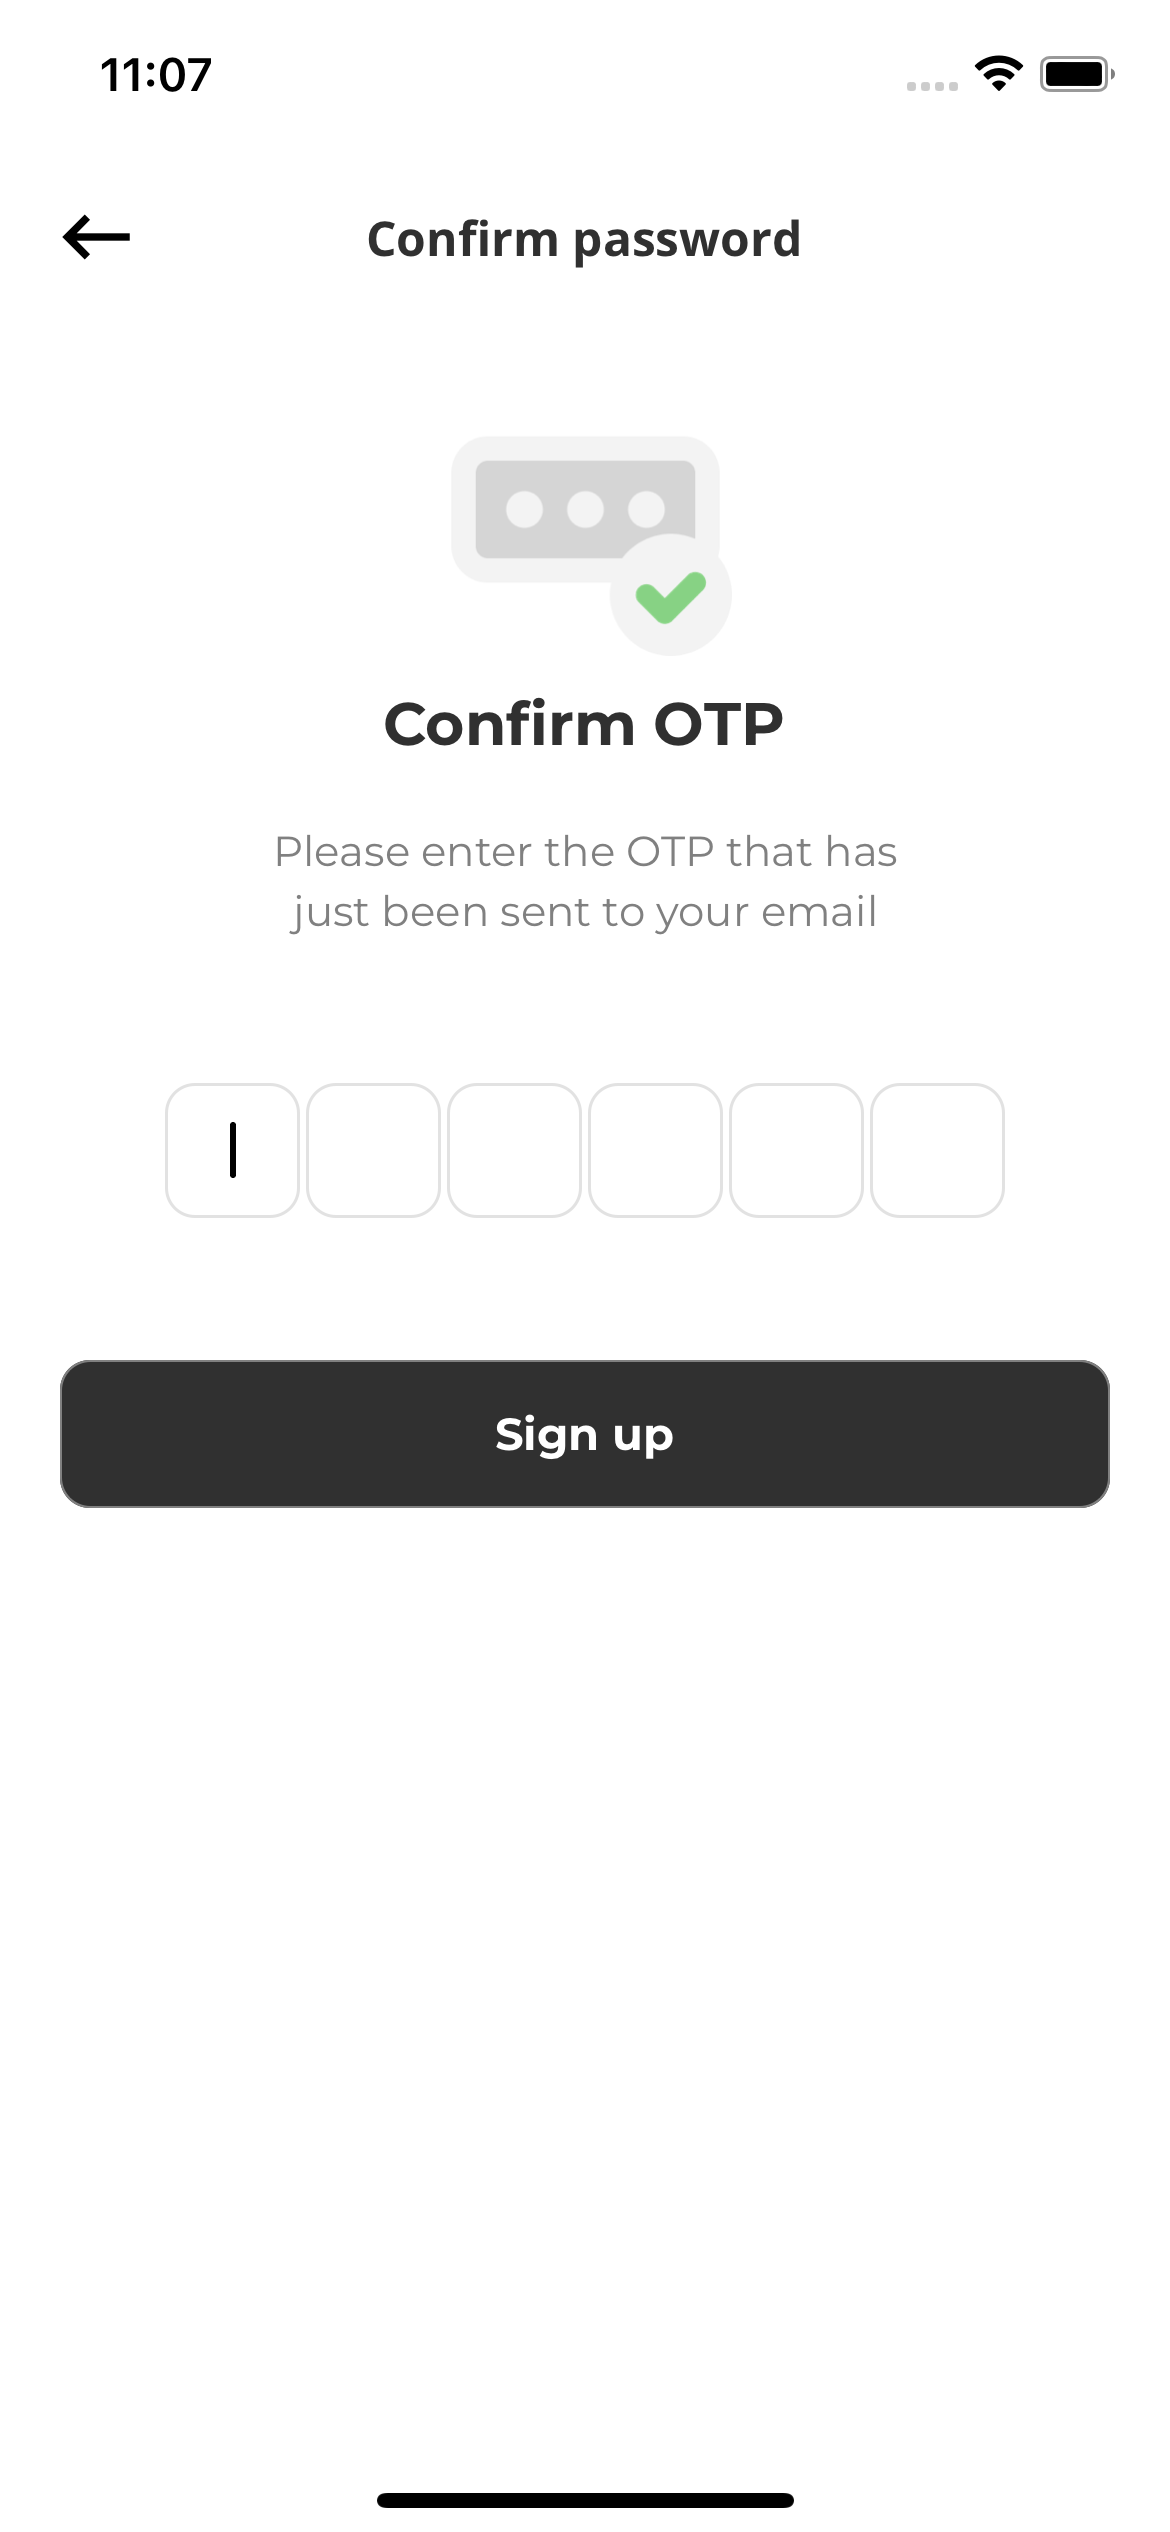 11:07
Confirm password
Confirm OTP
Please enter the OTP that has
just been sent to your email
Sign up